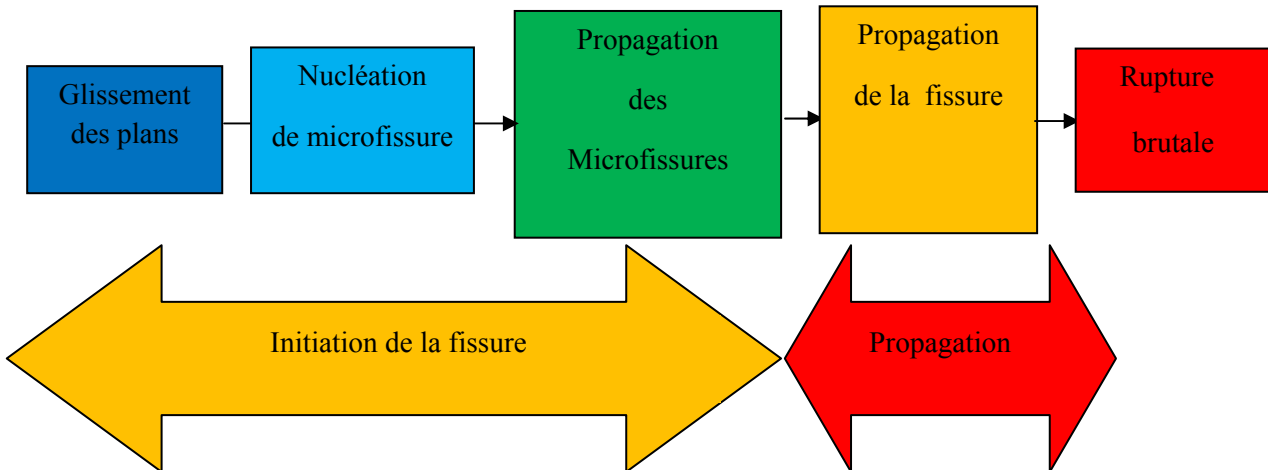 Glissement
des plans
Nucléation
de microfissure
Propagation
des
Microfissures
Propagation
de la fissure
Rupture
brutale
Initiation de la fissure
Propagation